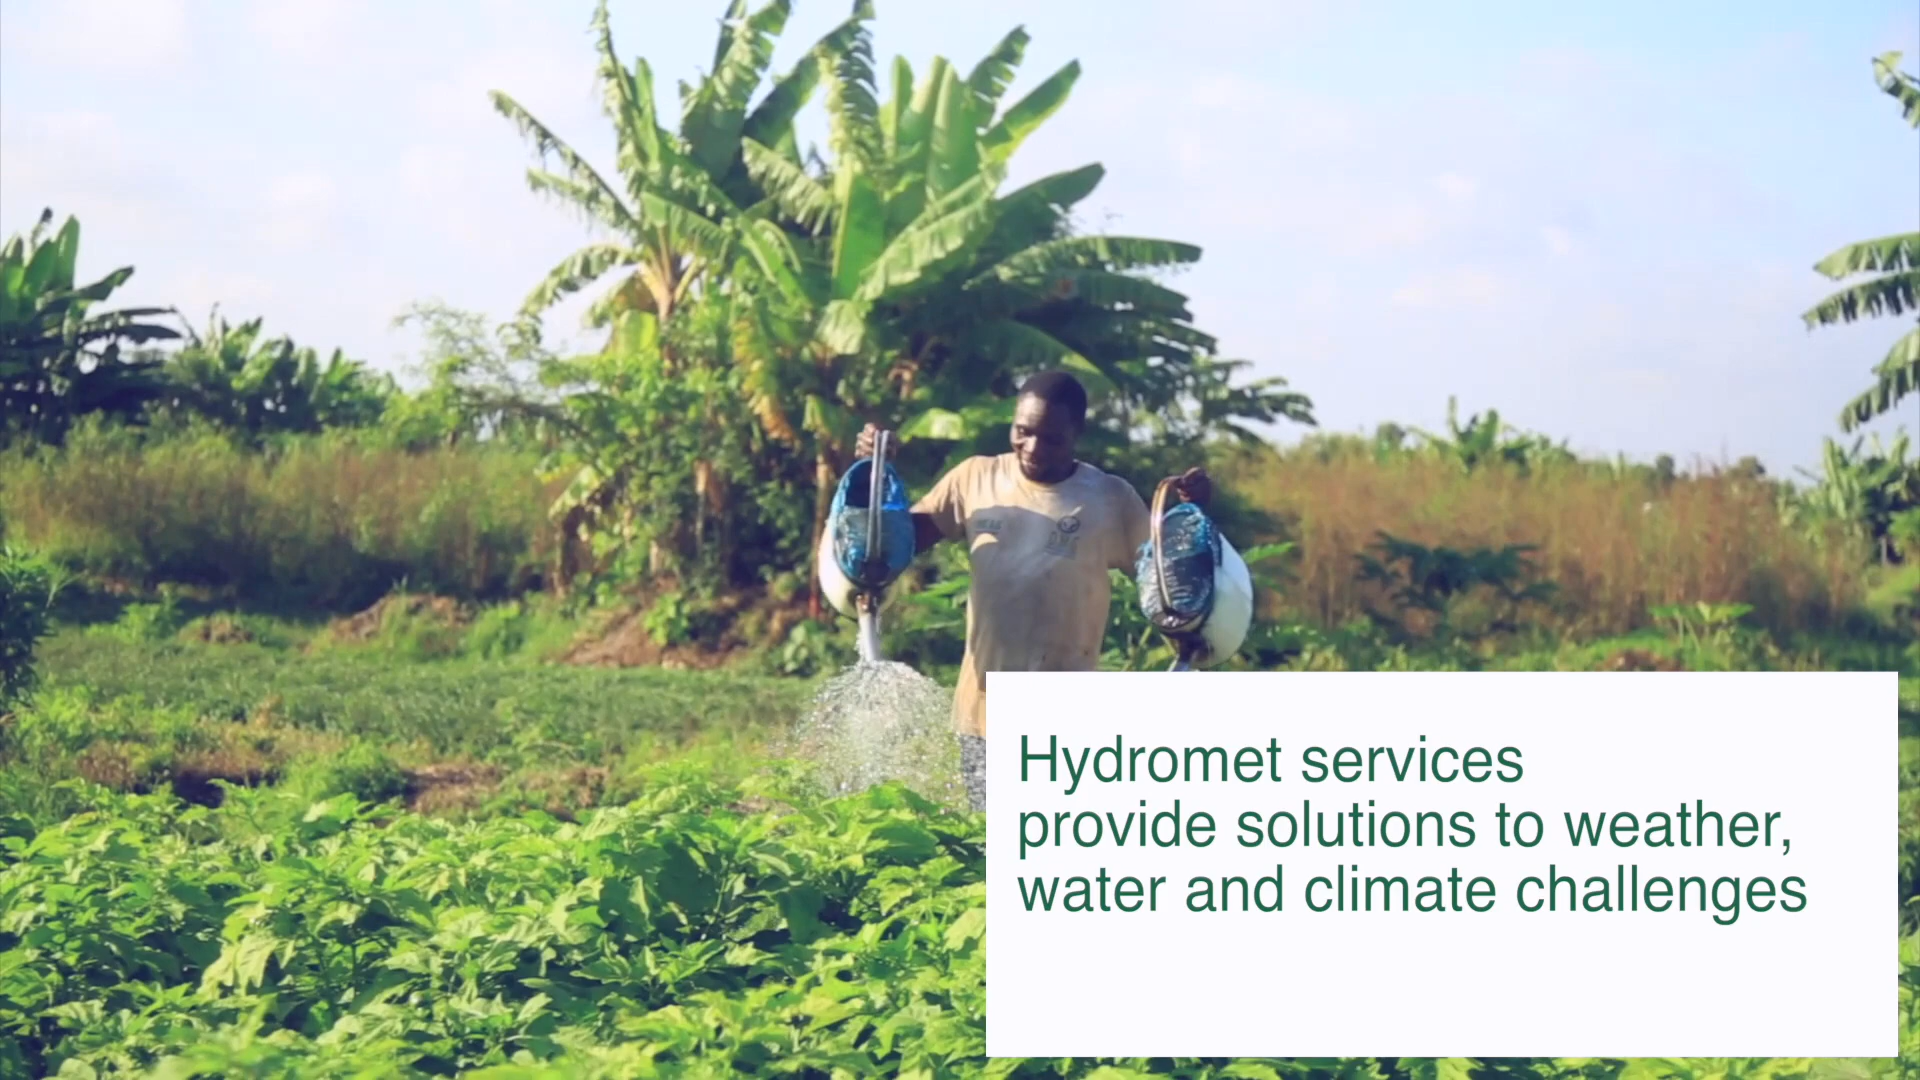 Hydromet services
provide solutions to weather,
water and climate challenges